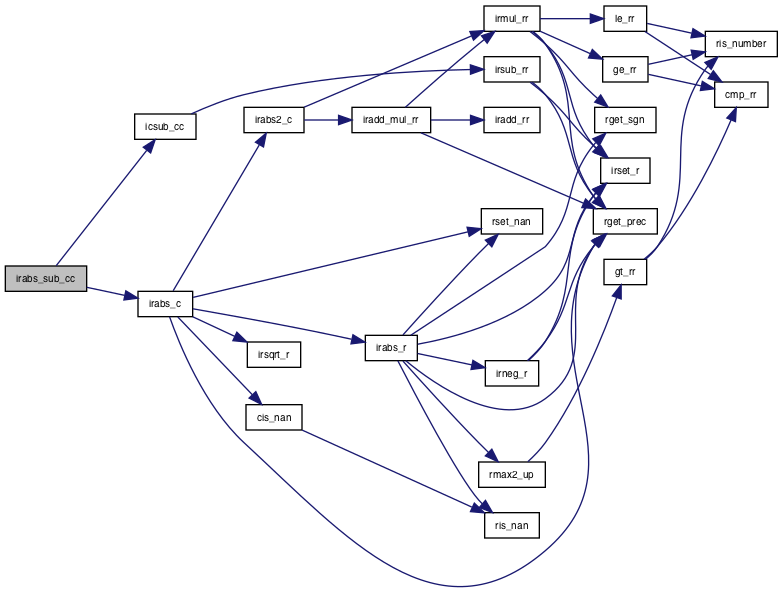 irmul_rr
le_rr
ris_number
irsub_rr
ge_rr
cmp_rr
icsub_cc
irabs2_c
iradd_mul_rr
iradd_rr
rget_sgn
irset_r
rset_nan
rget_prec
irabs_sub_cc
irabs_c
gt_rr
irsqrt_r
irabs_r
irneg_r
cis_nan
rmax2_up
ris_nan